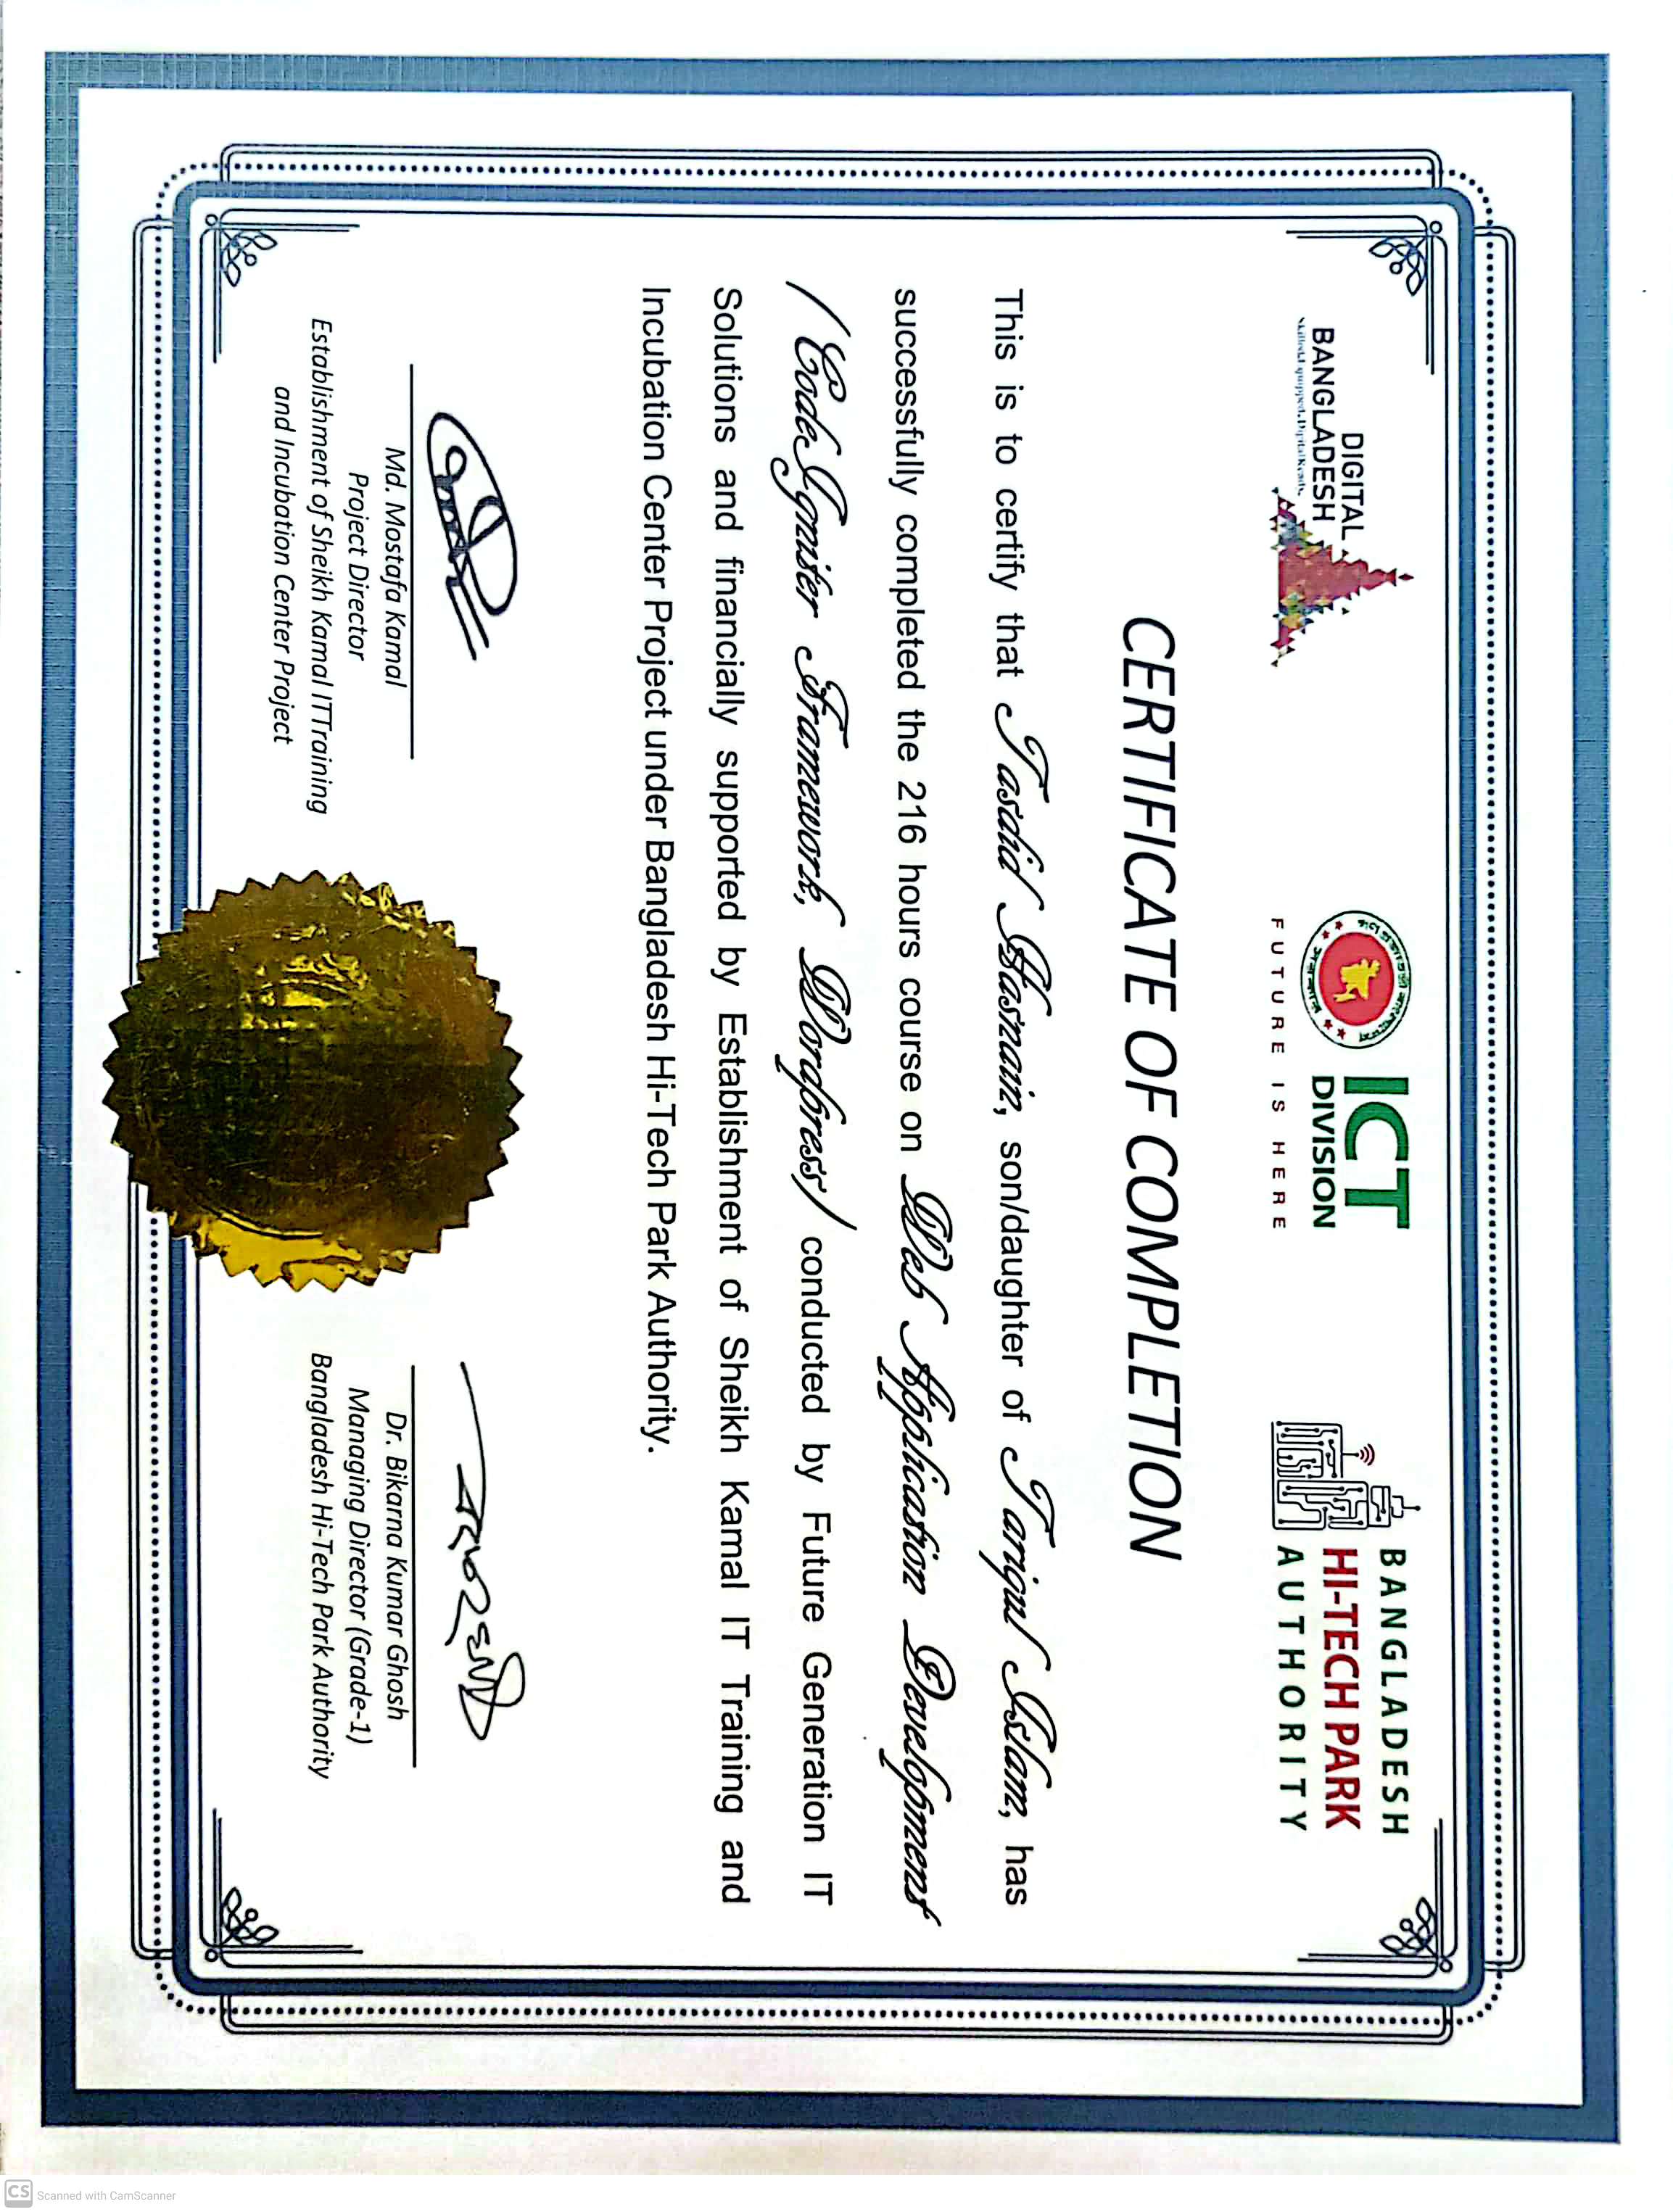 DIGITAL
BANGLADESH
Skilled. Equipped. DigitalReady.
গণপ্রজাতন্ত্রী বাংলাদেশ
সরকার
ICT
DIVISION
FUTURE IS HERE
BANGLADESH
HI-TECH PARK
AUTHORITY
CERTIFICATE OF COMPLETION
This is to certify that Tasdid Hasnain, son/daughter of Tariqul Islam, has
successfully completed the 216 hours course on Web Application Development
(CodeIgniter Framework, Wordpress) conducted by Future Generation IT
Solutions and financially supported by Establishment of Sheikh Kamal IT Training and
Incubation Center Project under Bangladesh Hi-Tech Park Authority.
Md. Mostafa Kamal
Project Director
Establishment of Sheikh Kamal ITTraining
and Incubation Center Project
Dr. Bikarna Kumar Ghosh
Managing Director (Grade-1)
Bangladesh Hi-Tech Park Authority
CS Scanned with CamScanner